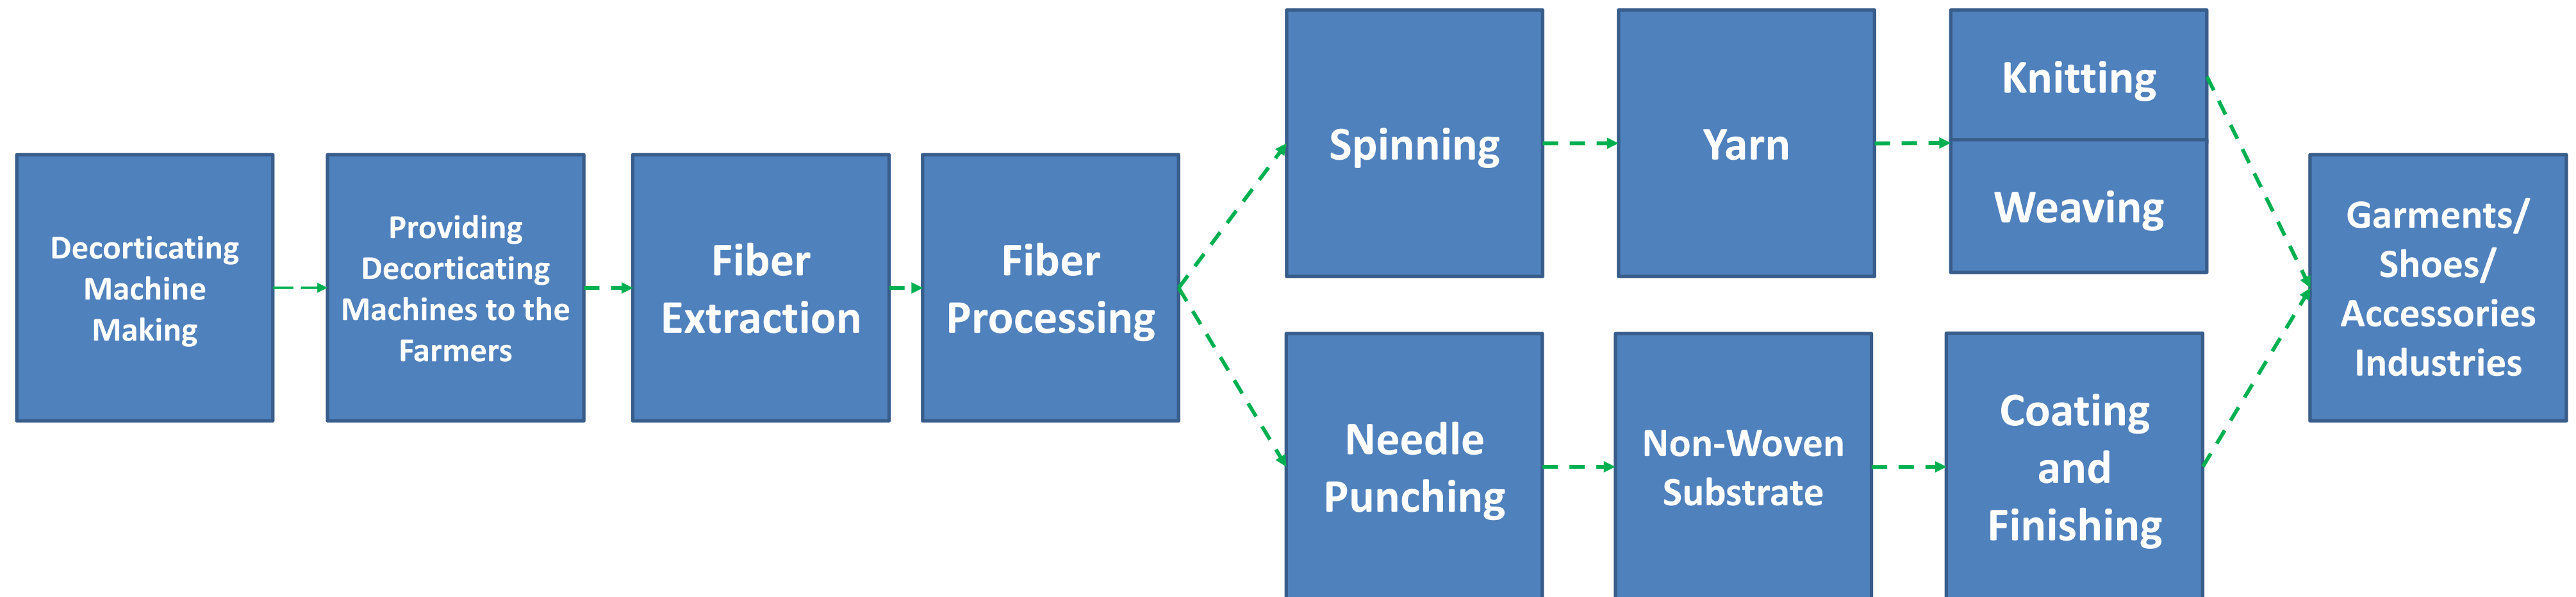 Decorticating
Machine
Making
Providing
Decorticating
Machines to the
Farmers
Fiber
Extraction
Fiber
Processing
Spinning
Yarn
Knitting
Weaving
Needle
Punching
Non-Woven
Substrate
Coating
and
Finishing
Garments/
Shoes/
Accessories
Industries